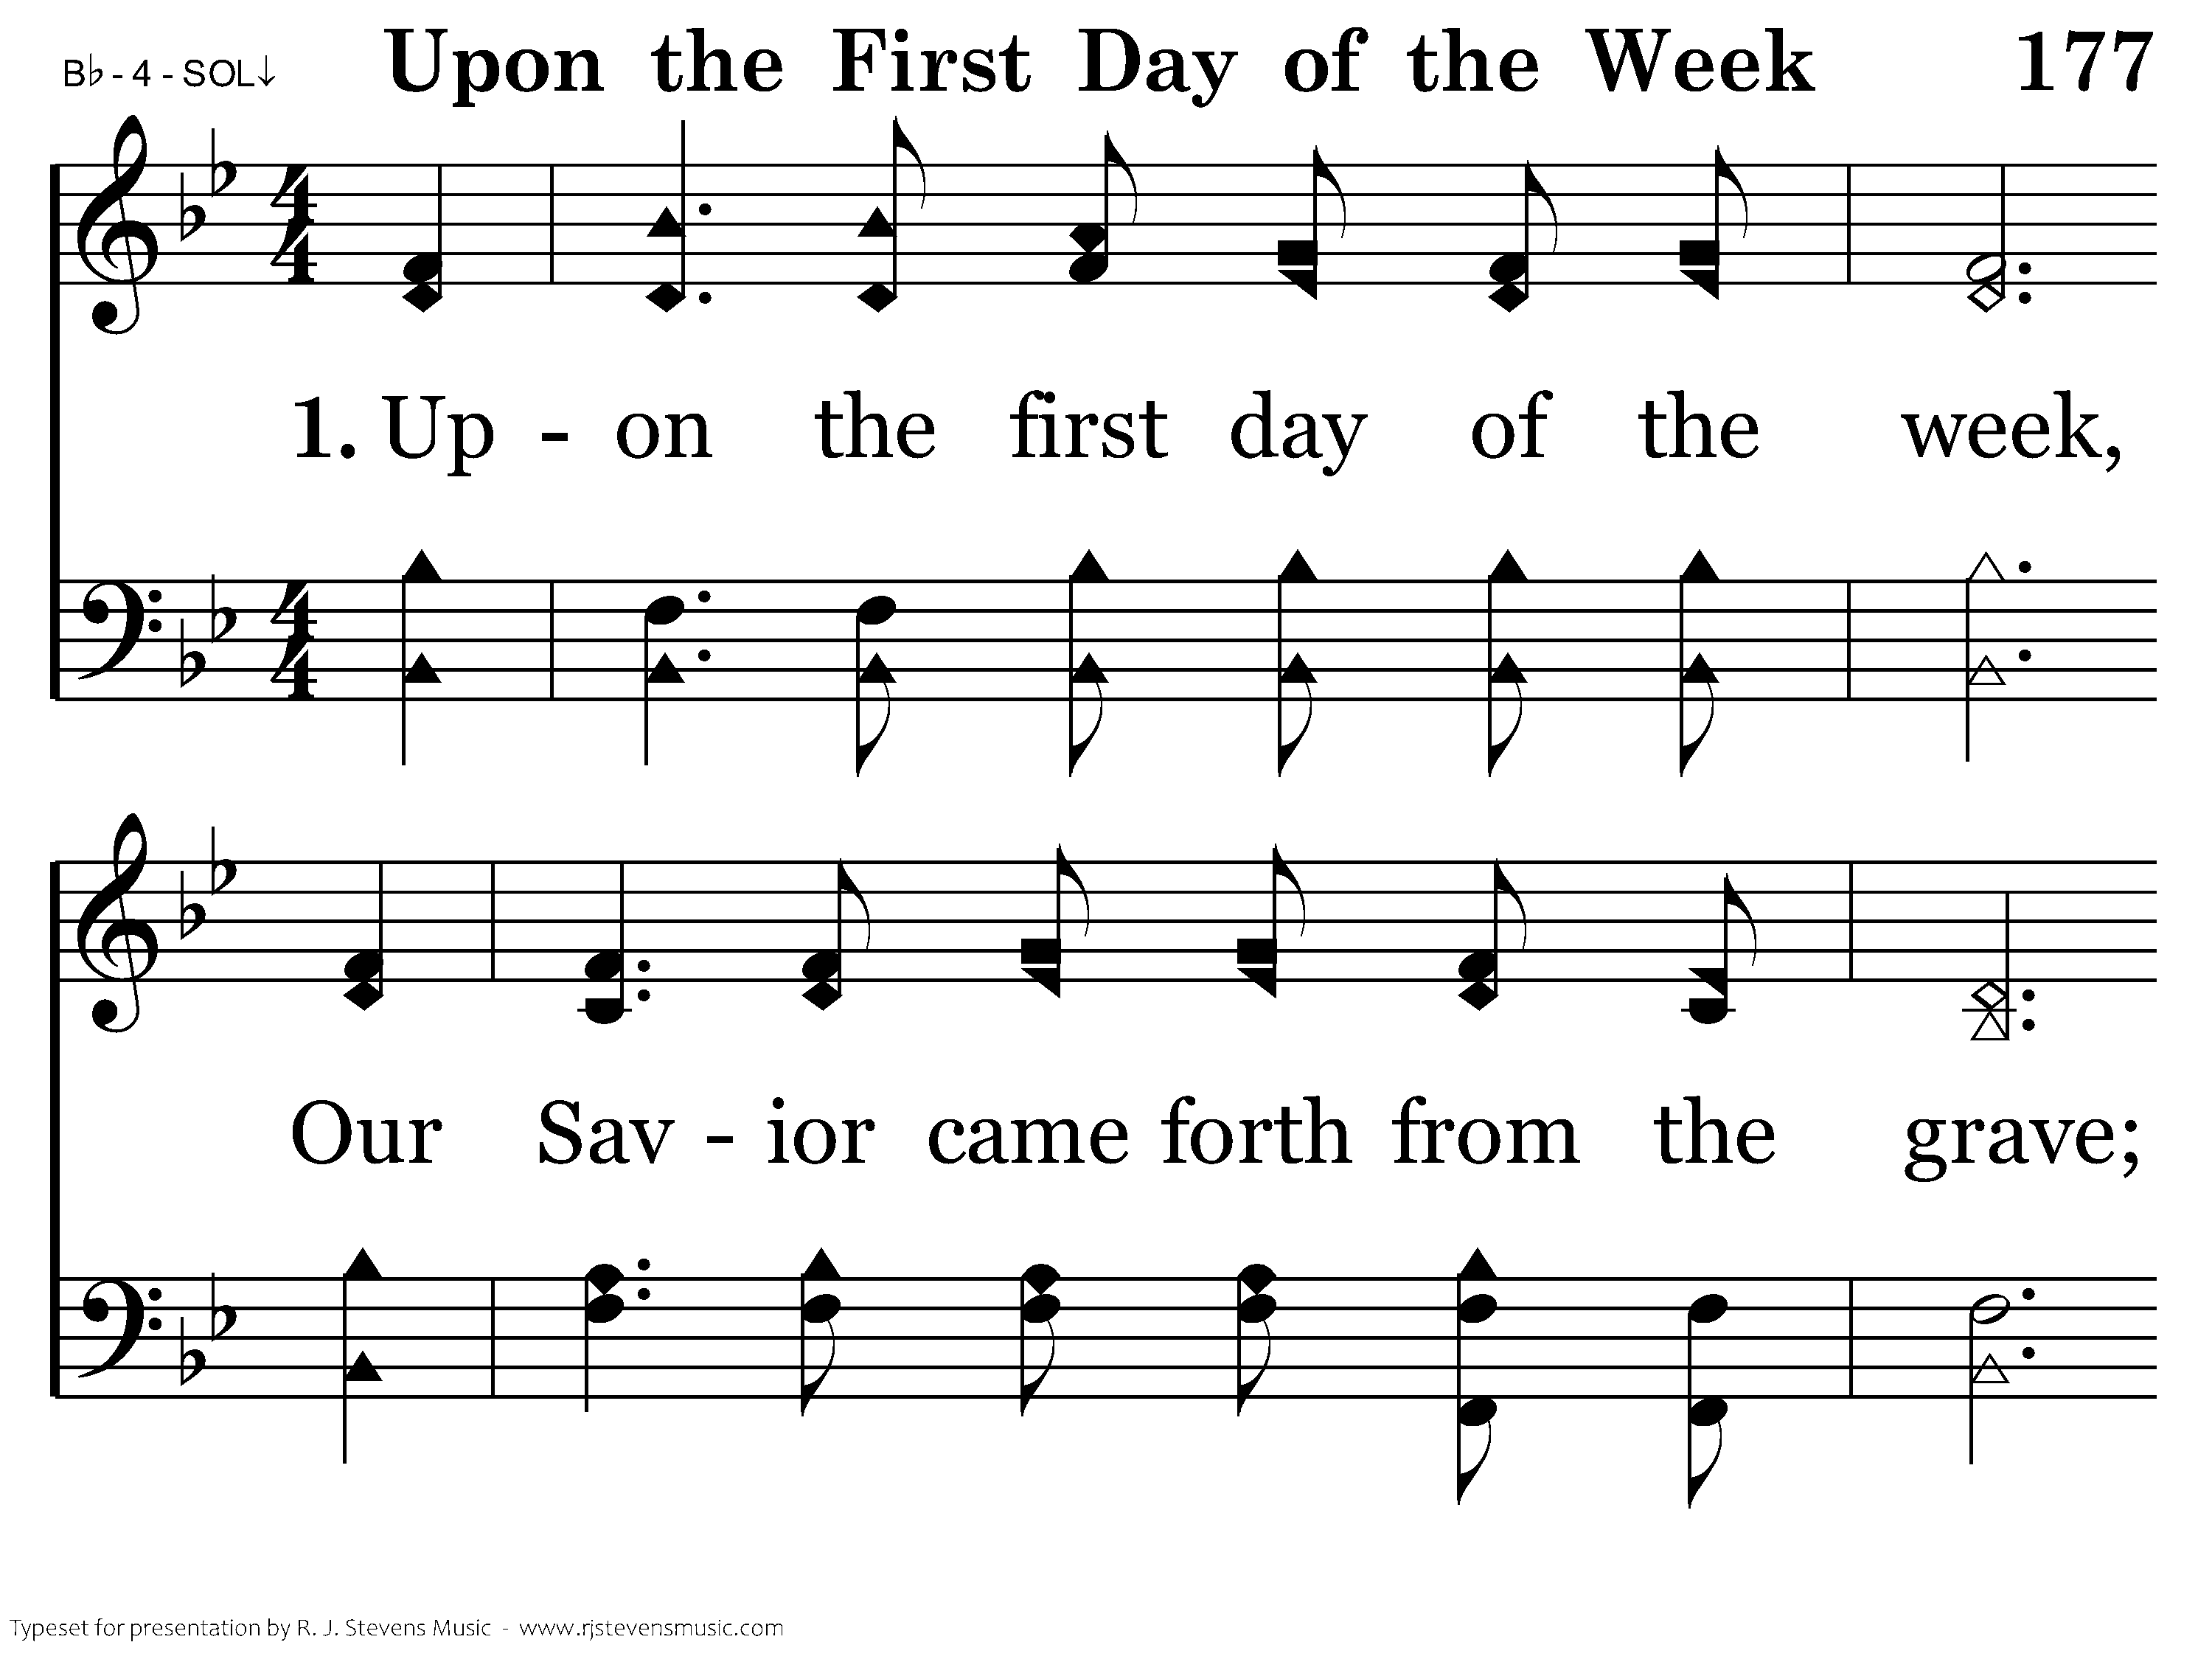 B♭ - 4 - SOL↓ Upon the First Day of the Week 177
1. Up - on the first day of the week,
Our Sav - ior came forth from the grave;
Typeset for presentation by R. J. Stevens Music - www.rjstevensmusic.com